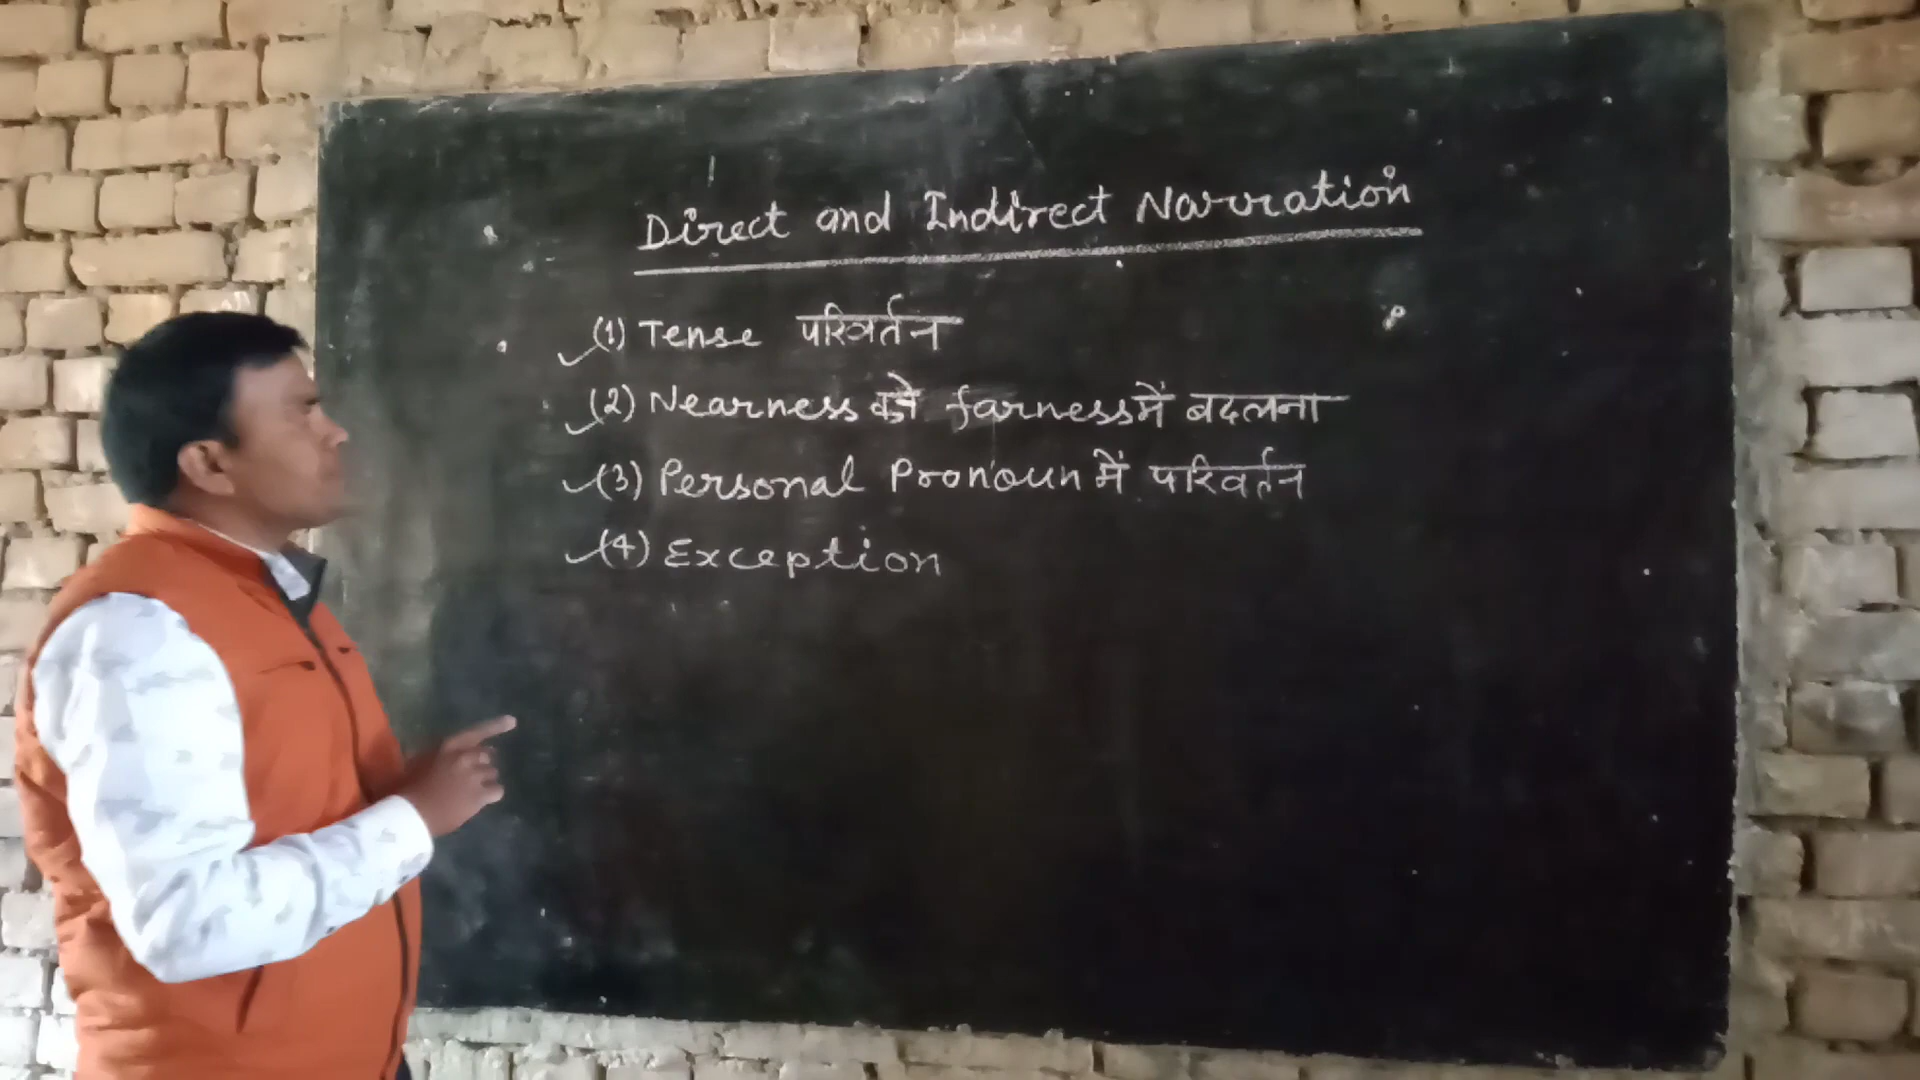 Direct and Indirect Narration
(1) Tense परिवर्तन
(2) Nearness को farness में बदलना
(3) Personal Pronoun में परिवर्तन
(4) Exception